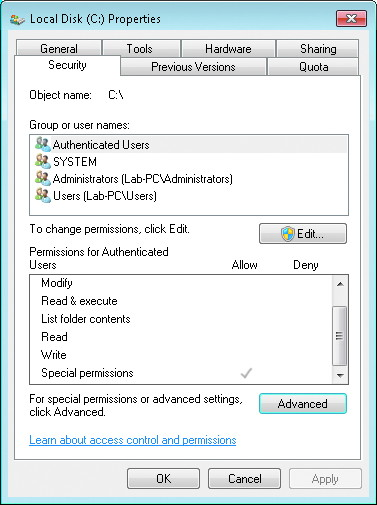 Local Disk (C:) Properties
General Tools Hardware Sharing
Security Previous Versions Quota
Object name: C:\
Group or user names:
Authenticated Users
SYSTEM
Administrators (Lab-PC\Administrators)
Users (Lab-PC\Users)
To change permissions, click Edit.
Edit...
Permissions for Authenticated
Users Allow Deny
Modify
Read & execute
List folder contents
Read
Write
Special permissions
For special permissions or advanced settings,
click Advanced.
Advanced
Learn about access control and permissions
OK Cancel Apply